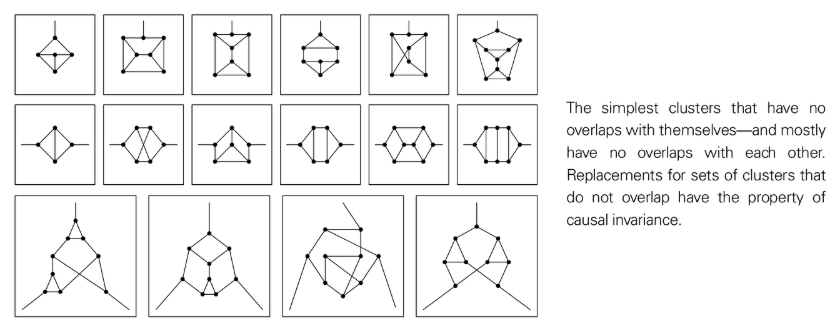 The simplest clusters that have no
overlaps with themselves—and mostly
have no overlaps with each other.
Replacements for sets of clusters that
do not overlap have the property of
causal invariance.